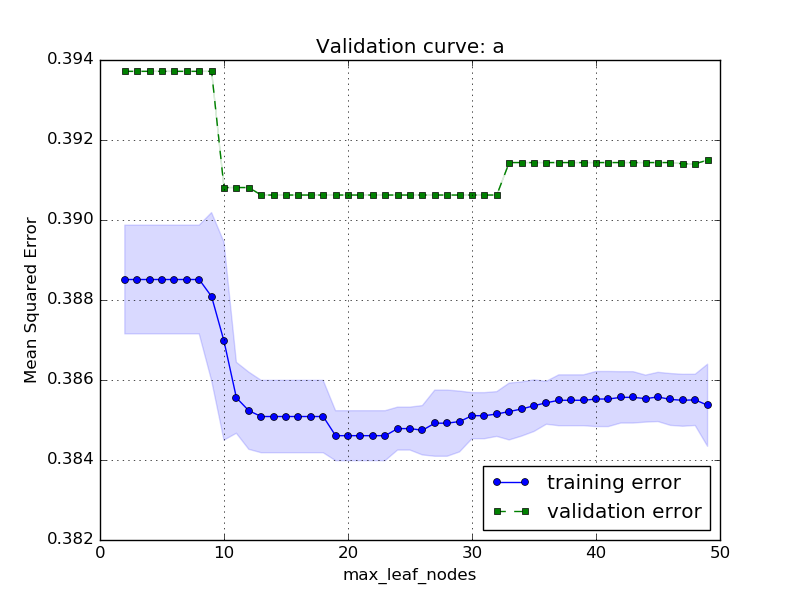 Validation curve: a
Mean Squared Error
0.394
0.392
0.390
0.388
0.386
0.384
0.382
0
10
20
30
40
50
max_leaf_nodes
training error
validation error